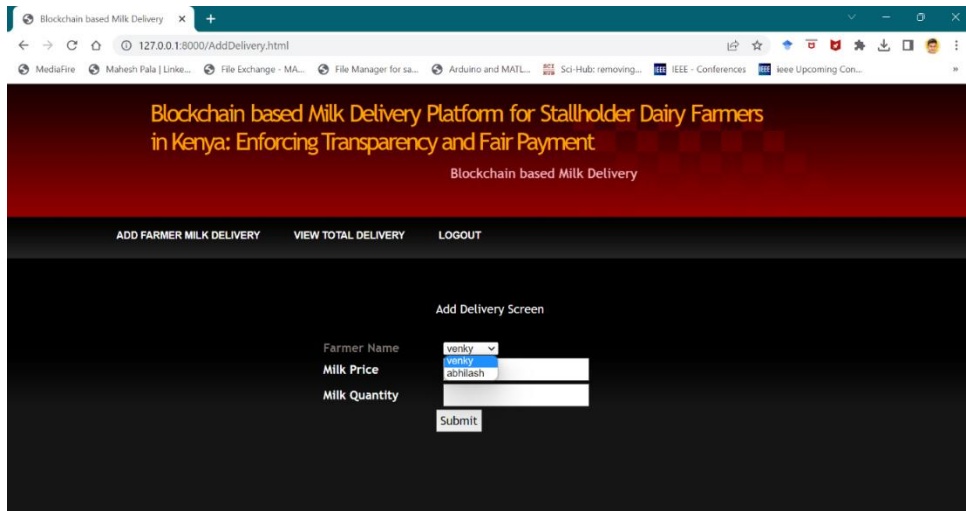 Blockchain based Milk Delivery
127.0.0.1:8000/AddDelivery.html
MediaFire Mahesh Pala | Linke... File Exchange - MA... File Manager for sa... Arduino and MATL... Sci-Hub: removing... IEEE - Conferences ieee Upcoming Con...
Blockchain based Milk Delivery Platform for Stallholder Dairy Farmers
in Kenya: Enforcing Transparency and Fair Payment
Blockchain based Milk Delivery
ADD FARMER MILK DELIVERY VIEW TOTAL DELIVERY LOGOUT
Add Delivery Screen
Farmer Name venky
venky
Milk Price abhilash
Milk Quantity
Submit